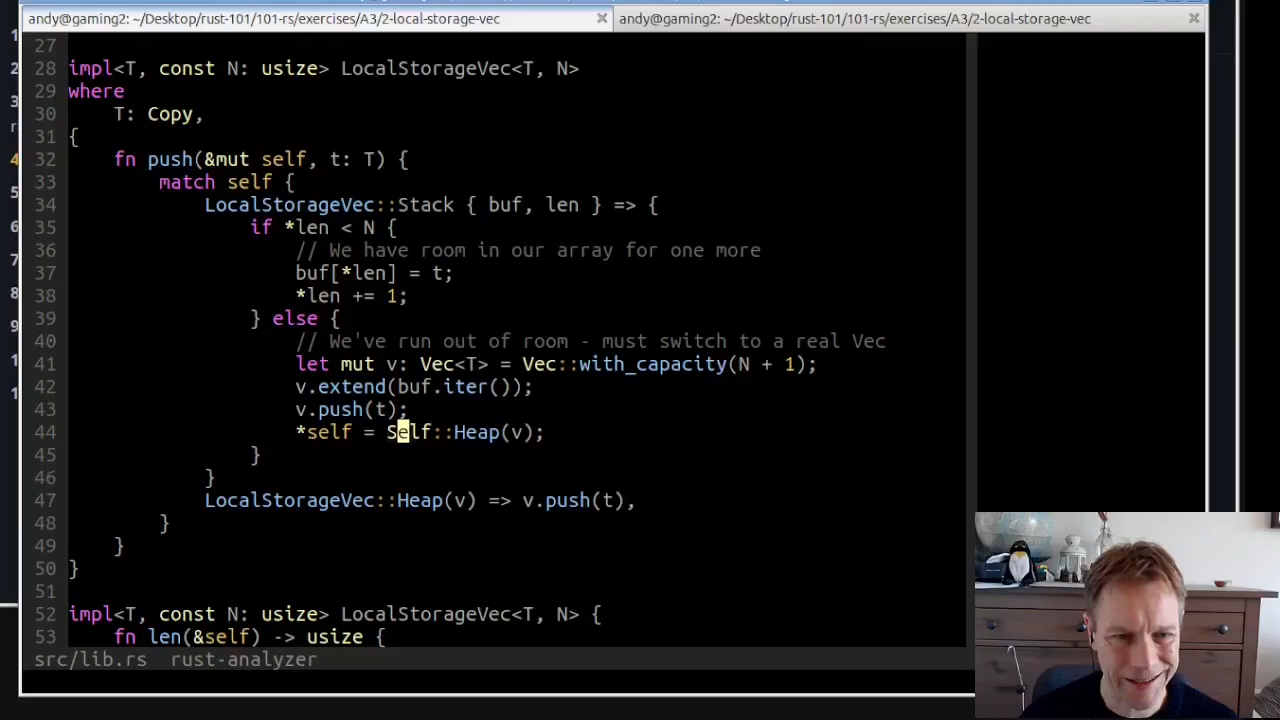 andy@gaming2: ~/Desktop/rust-101/101-rs/exercises/A3/2-local-storage-vec
andy@gaming2: ~/Desktop/rust-101/101-rs/exercises/A3/2-local-storage-vec
27
28 impl<T, const N: usize> LocalStorageVec<T, N>
29 where
30     T: Copy,
31 {
32     fn push(&mut self, t: T) {
33         match self {
34             LocalStorageVec::Stack { buf, len } => {
35                 if *len < N {
36                     // We have room in our array for one more
37                     buf[*len] = t;
38                     *len += 1;
39                 } else {
40                     // We've run out of room - must switch to a real Vec
41                     let mut v: Vec<T> = Vec::with_capacity(N + 1);
42                     v.extend(buf.iter());
43                     v.push(t);
44                     *self = Self::Heap(v);
45                 }
46             }
47             LocalStorageVec::Heap(v) => v.push(t),
48         }
49     }
50 }
51
52 impl<T, const N: usize> LocalStorageVec<T, N> {
53     fn len(&self) -> usize {
src/lib.rs  rust-analyzer